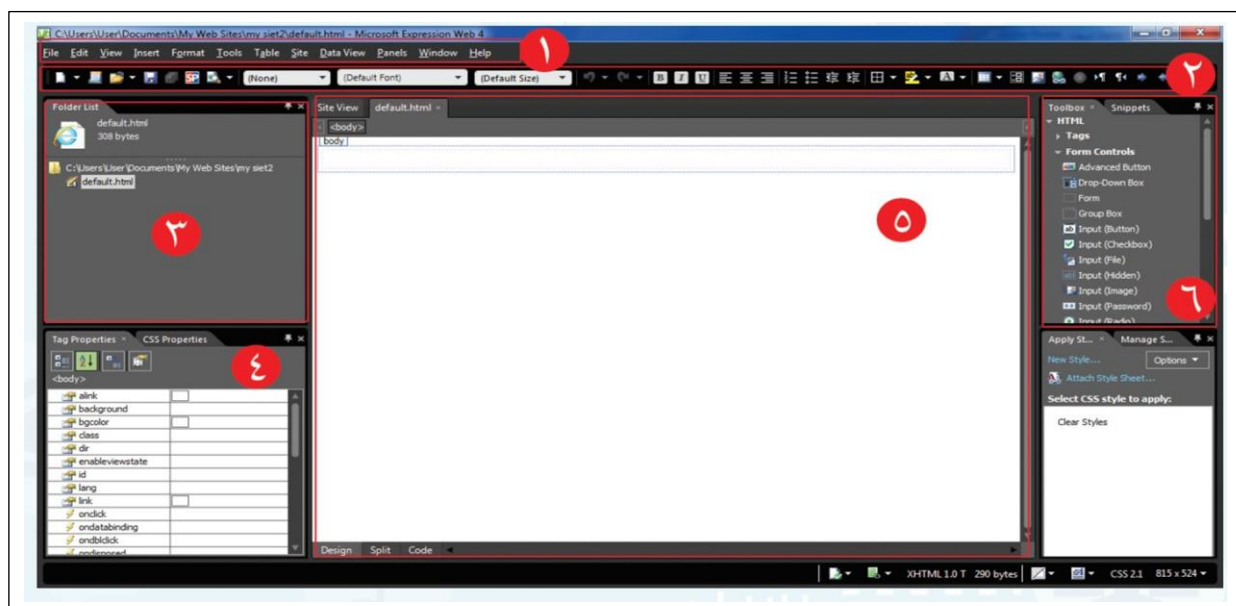 C:\Users\User\Documents\My Web Sites\my siet2\default.html - Microsoft Expression Web 4
File Edit View Insert Format Tools Table Site Data View Panels Window Help
١
(None) (Default Font) (Default Size) B I U A
٢
Folder List
default.html
308 bytes
C:\Users\User\Documents\My Web Sites\my siet2
default.html
٣
Tag Properties × CSS Properties
٤
<body>
alink
background
bgcolor
class
dir
enableviewstate
id
lang
link
onclick
ondatabinding
ondblclick
ondisposed
Site View default.html ×
<body>
body
٥
Design Split Code
Toolbox × Snippets
HTML
Tags
Form Controls
Advanced Button
Drop-Down Box
Form
Group Box
Input (Button)
Input (Checkbox)
Input (File)
Input (Hidden)
Input (Image)
Input (Password)
Input (Radio)
٦
Apply St... × Manage S...
New Style... Options
Attach Style Sheet...
Select CSS style to apply:
Clear Styles
XHTML 1.0 T 290 bytes CSS 2.1 815 x 524